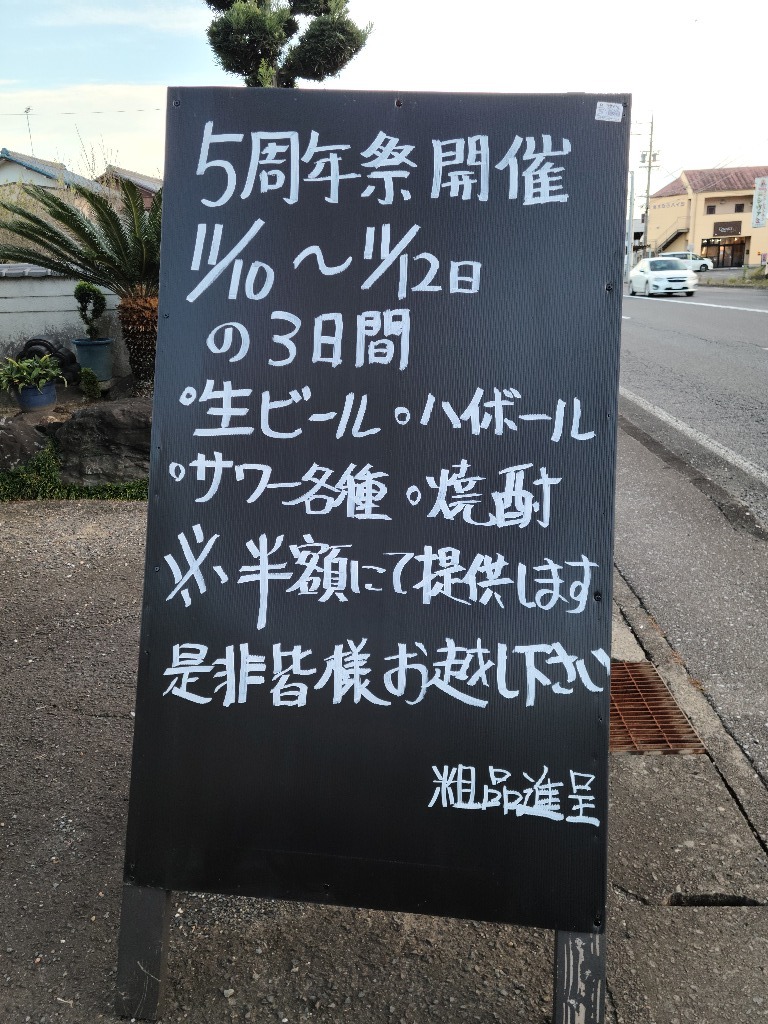 5周年祭開催
11/10〜11/12日
の3日間
・生ビール・ハイボール
・サワー各種・焼酎
※半額にて提供します
是非皆様お越し下さい
粗品進呈